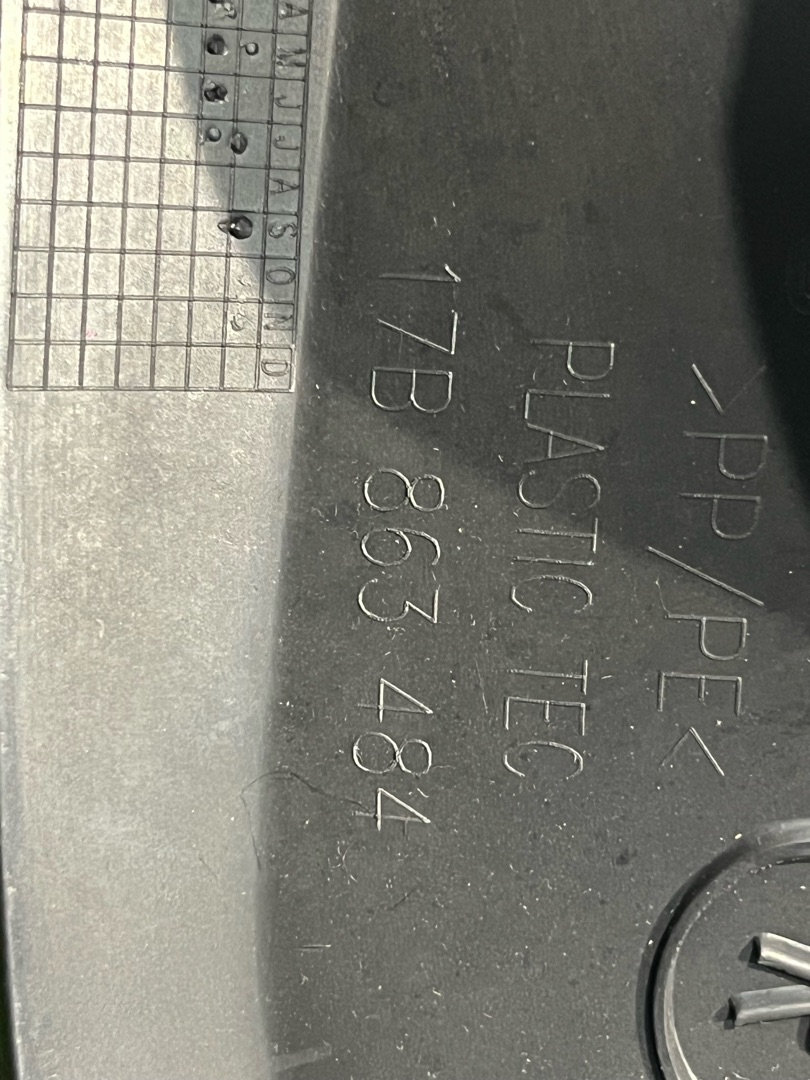 >PP/PE<
PLASTIC TEC
17B 863 484
A M J J A S O N D